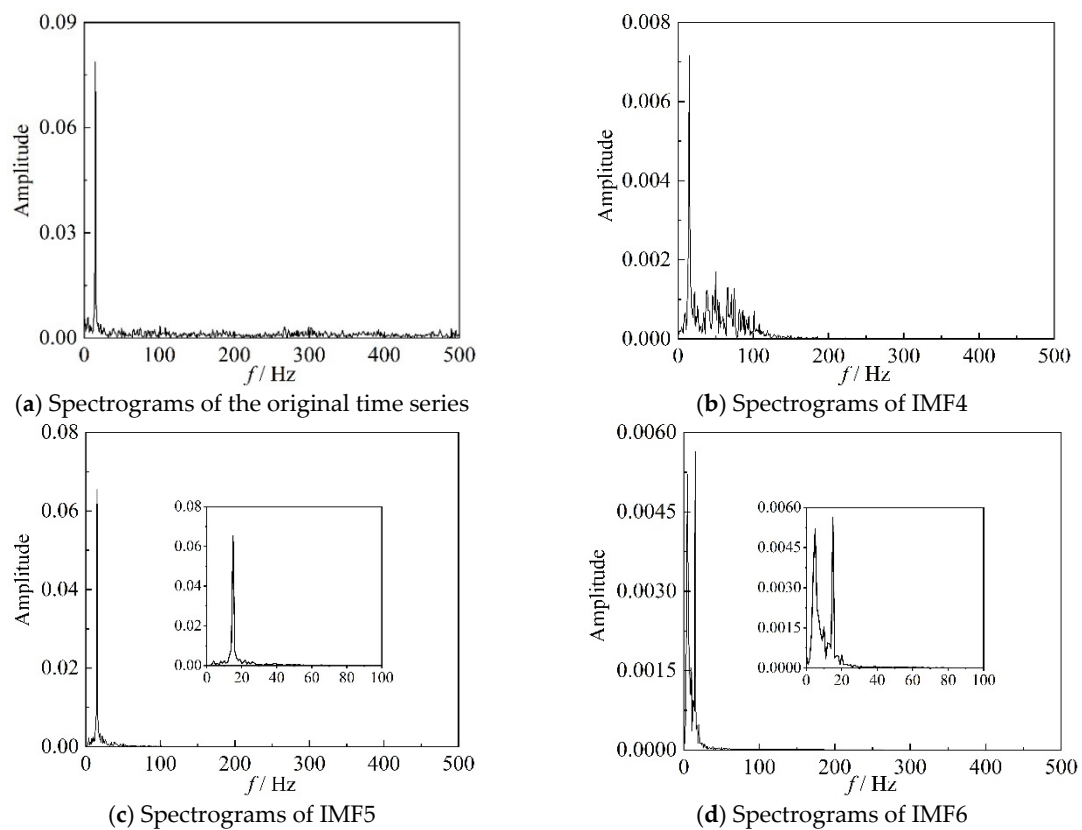 0.09
0.06
0.03
0.00
Amplitude
0 100 200 300 400 500
f / Hz
(a) Spectrograms of the original time series
0.008
0.006
0.004
0.002
0.000
Amplitude
0 100 200 300 400 500
f / Hz
(b) Spectrograms of IMF4
0.08
0.06
0.04
0.02
0.00
Amplitude
0.08
0.06
0.04
0.02
0.00
0 20 40 60 80 100
0 100 200 300 400 500
f / Hz
(c) Spectrograms of IMF5
0.0060
0.0045
0.0030
0.0015
0.0000
Amplitude
0.0060
0.0045
0.0030
0.0015
0.0000
0 20 40 60 80 100
0 100 200 300 400 500
f / Hz
(d) Spectrograms of IMF6